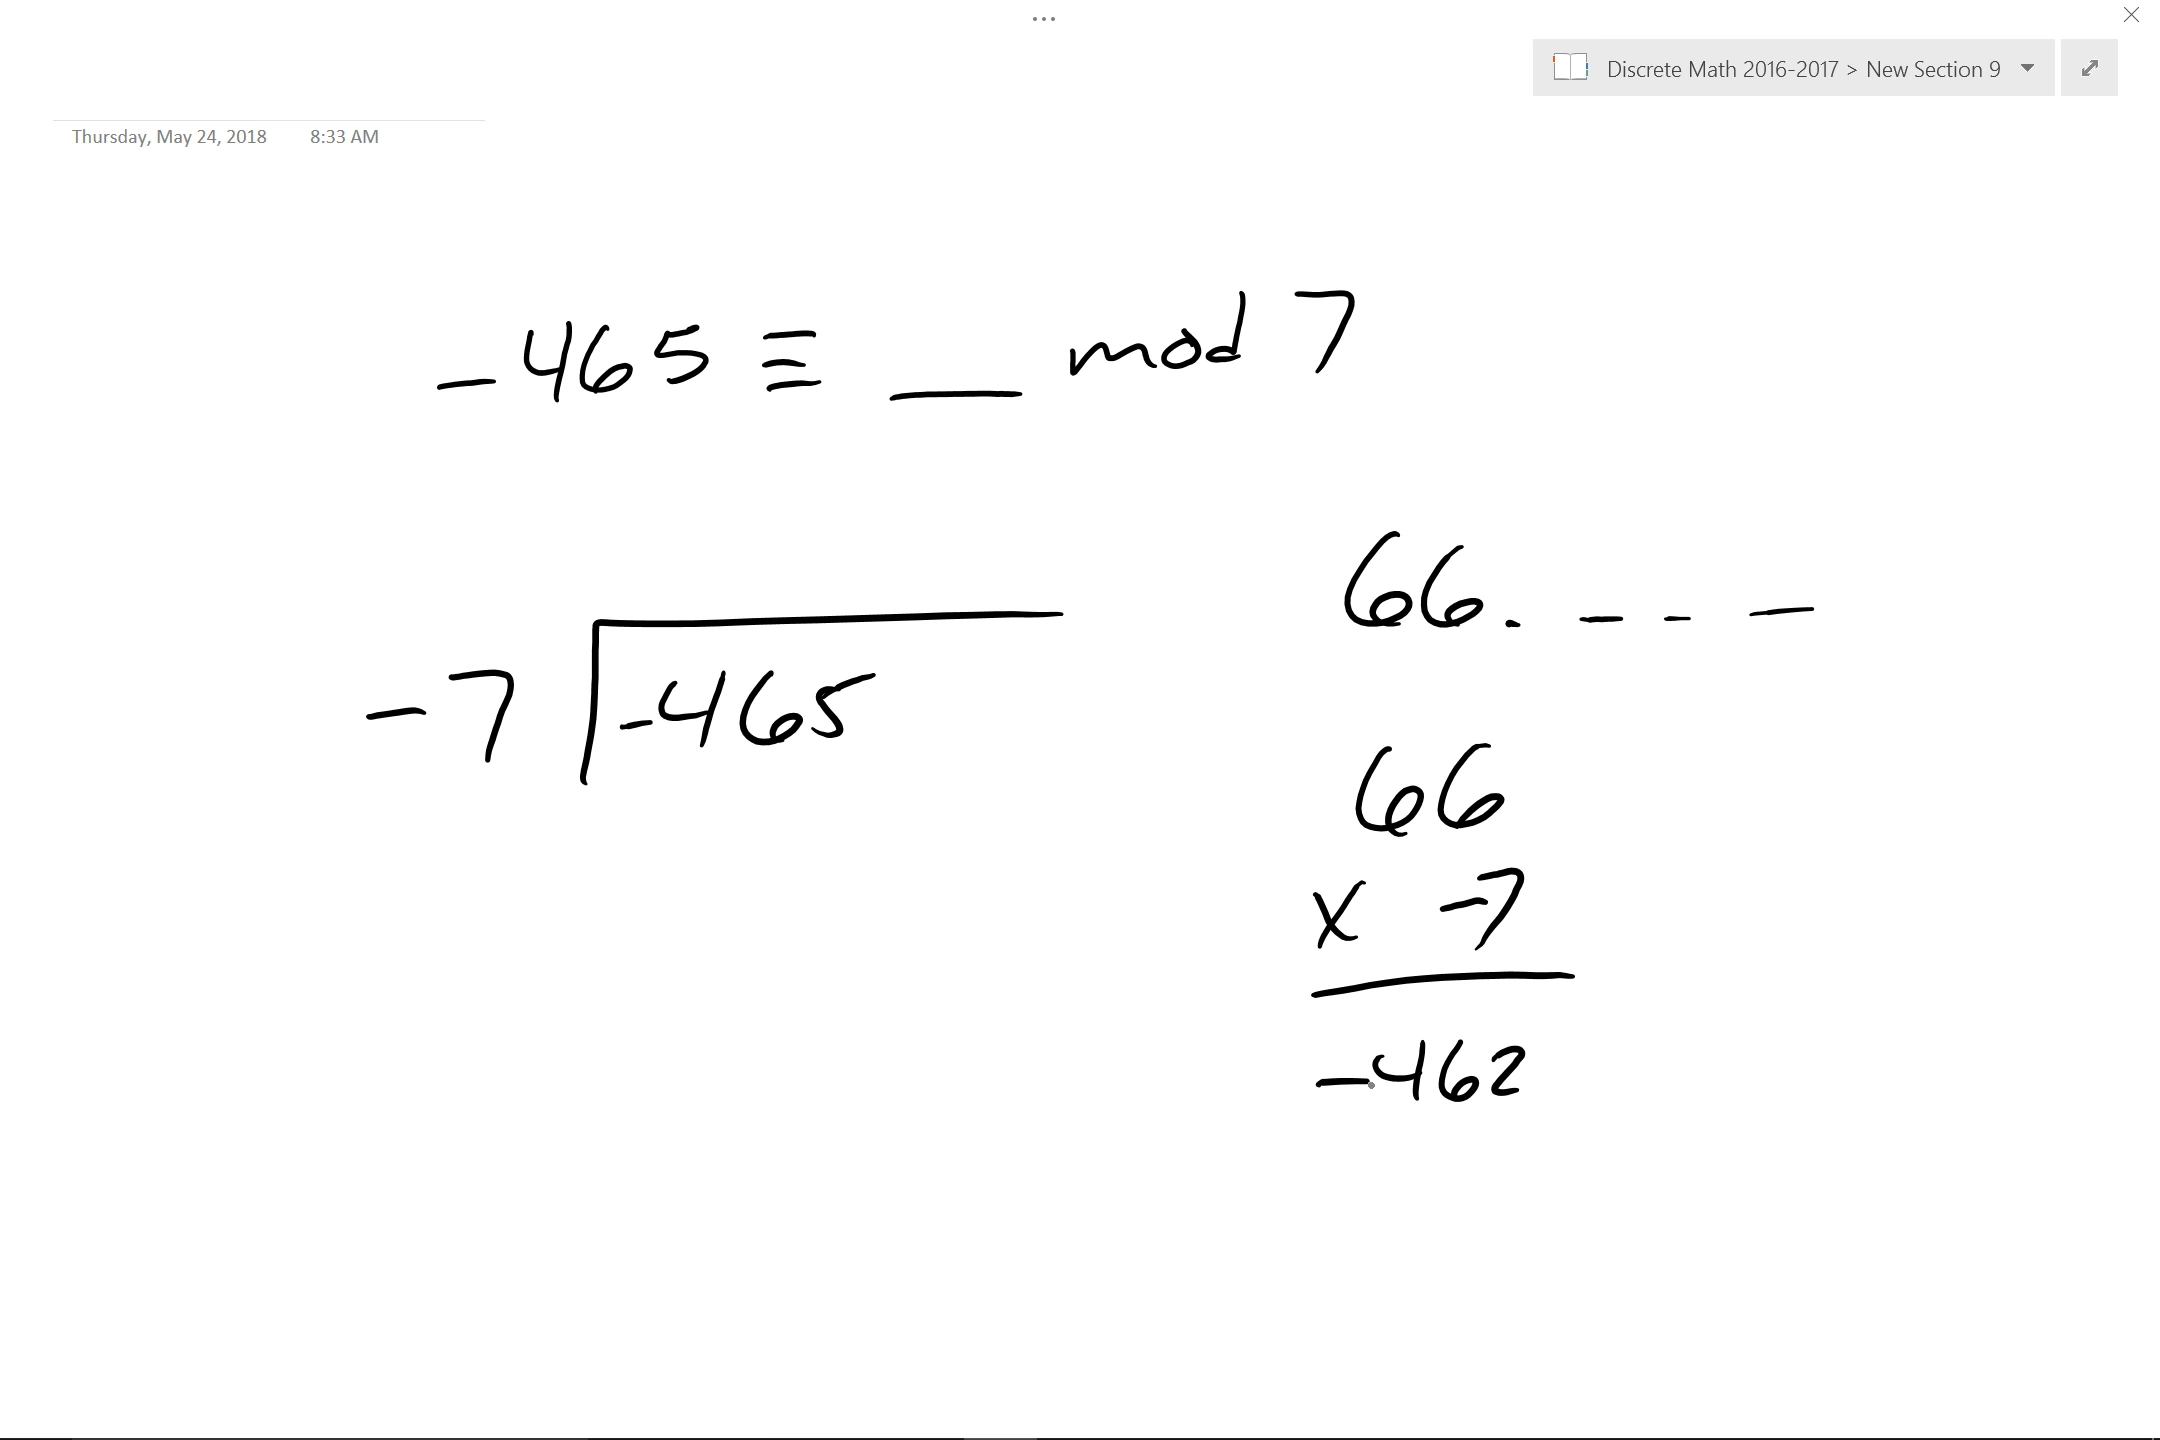 Discrete Math 2016-2017 > New Section 9
Thursday, May 24, 2018 8:33 AM
-465 ≡ __ mod 7
66. _ _ _
-7 -465
66
x -7
-462